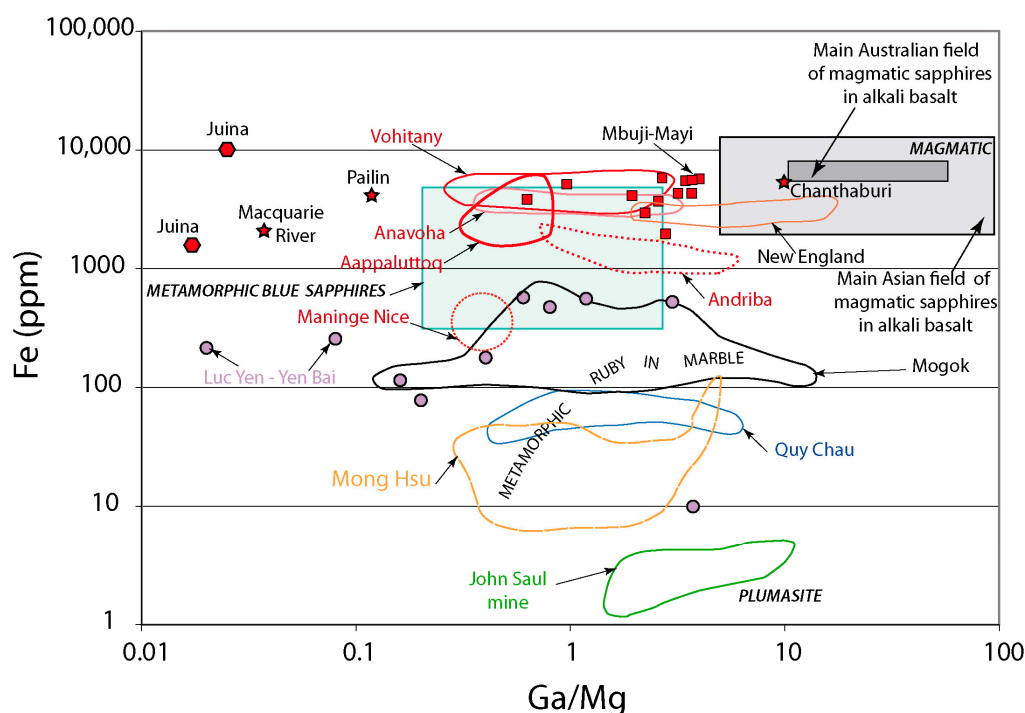 100,000
10,000
1000
100
10
1
Fe (ppm)
0.01
0.1
1
10
100
Ga/Mg
Main Australian field
of magmatic sapphires
in alkali basalt
Juina
Vohitany
Mbuji-Mayi
MAGMATIC
Pailin
Chanthaburi
Macquarie
River
Juina
Anavoha
Aappaluttoq
New England
METAMORPHIC BLUE SAPPHIRES
Andriba
Main Asian field of
magmatic sapphires
in alkali basalt
Maninge Nice
Luc Yen - Yen Bai
RUBY IN MARBLE
Mogok
METAMORPHIC
Quy Chau
Mong Hsu
John Saul
mine
PLUMASITE